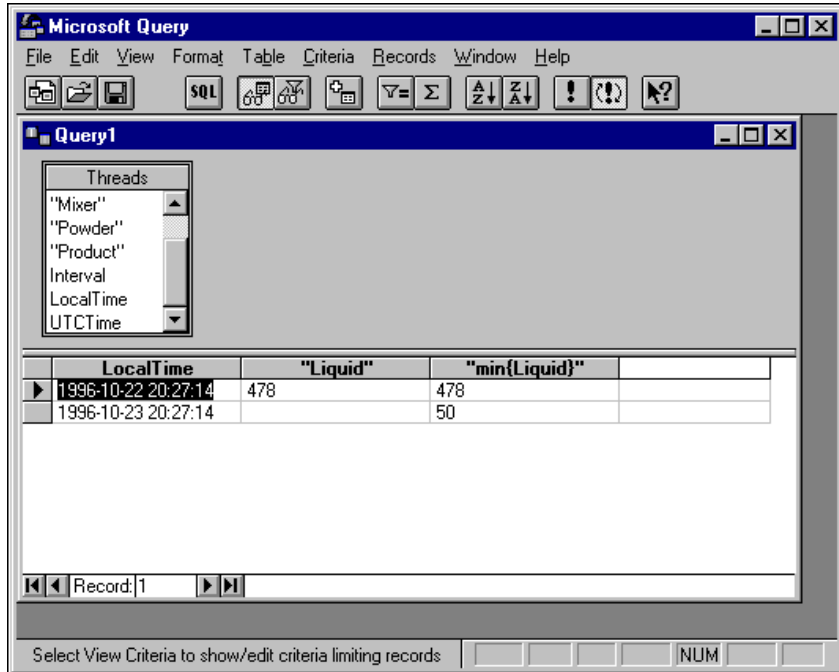 Microsoft Query
File Edit View Format Table Criteria Records Window Help
SQL
Query1
Threads
"Mixer"
"Powder"
"Product"
Interval
LocalTime
UTCTime
LocalTime "Liquid" "min{Liquid}"
1996-10-22 20:27:14 478 478
1996-10-23 20:27:14 50
Record: 1
Select View Criteria to show/edit criteria limiting records NUM